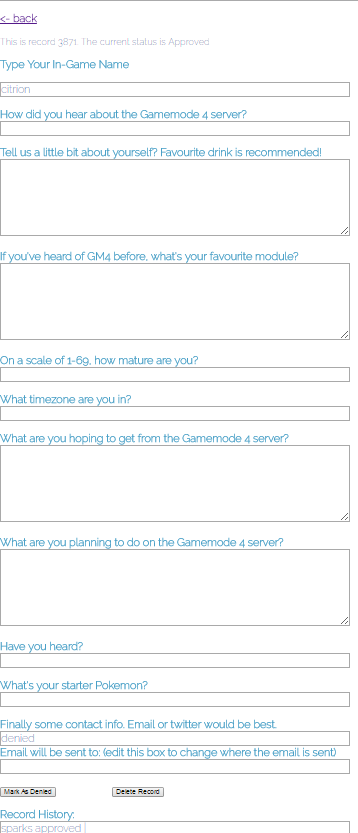 <- back
This is record 3871. The current status is Approved
Type Your In-Game Name
citrion
How did you hear about the Gamemode 4 server?
Tell us a little bit about yourself? Favourite drink is recommended!
If you've heard of GM4 before, what's your favourite module?
On a scale of 1-69, how mature are you?
What timezone are you in?
What are you hoping to get from the Gamemode 4 server?
What are you planning to do on the Gamemode 4 server?
Have you heard?
What's your starter Pokemon?
Finally some contact info. Email or twitter would be best.
denied
Email will be sent to: (edit this box to change where the email is sent)
Mark As Denied Delete Record
Record History:
sparks approved |